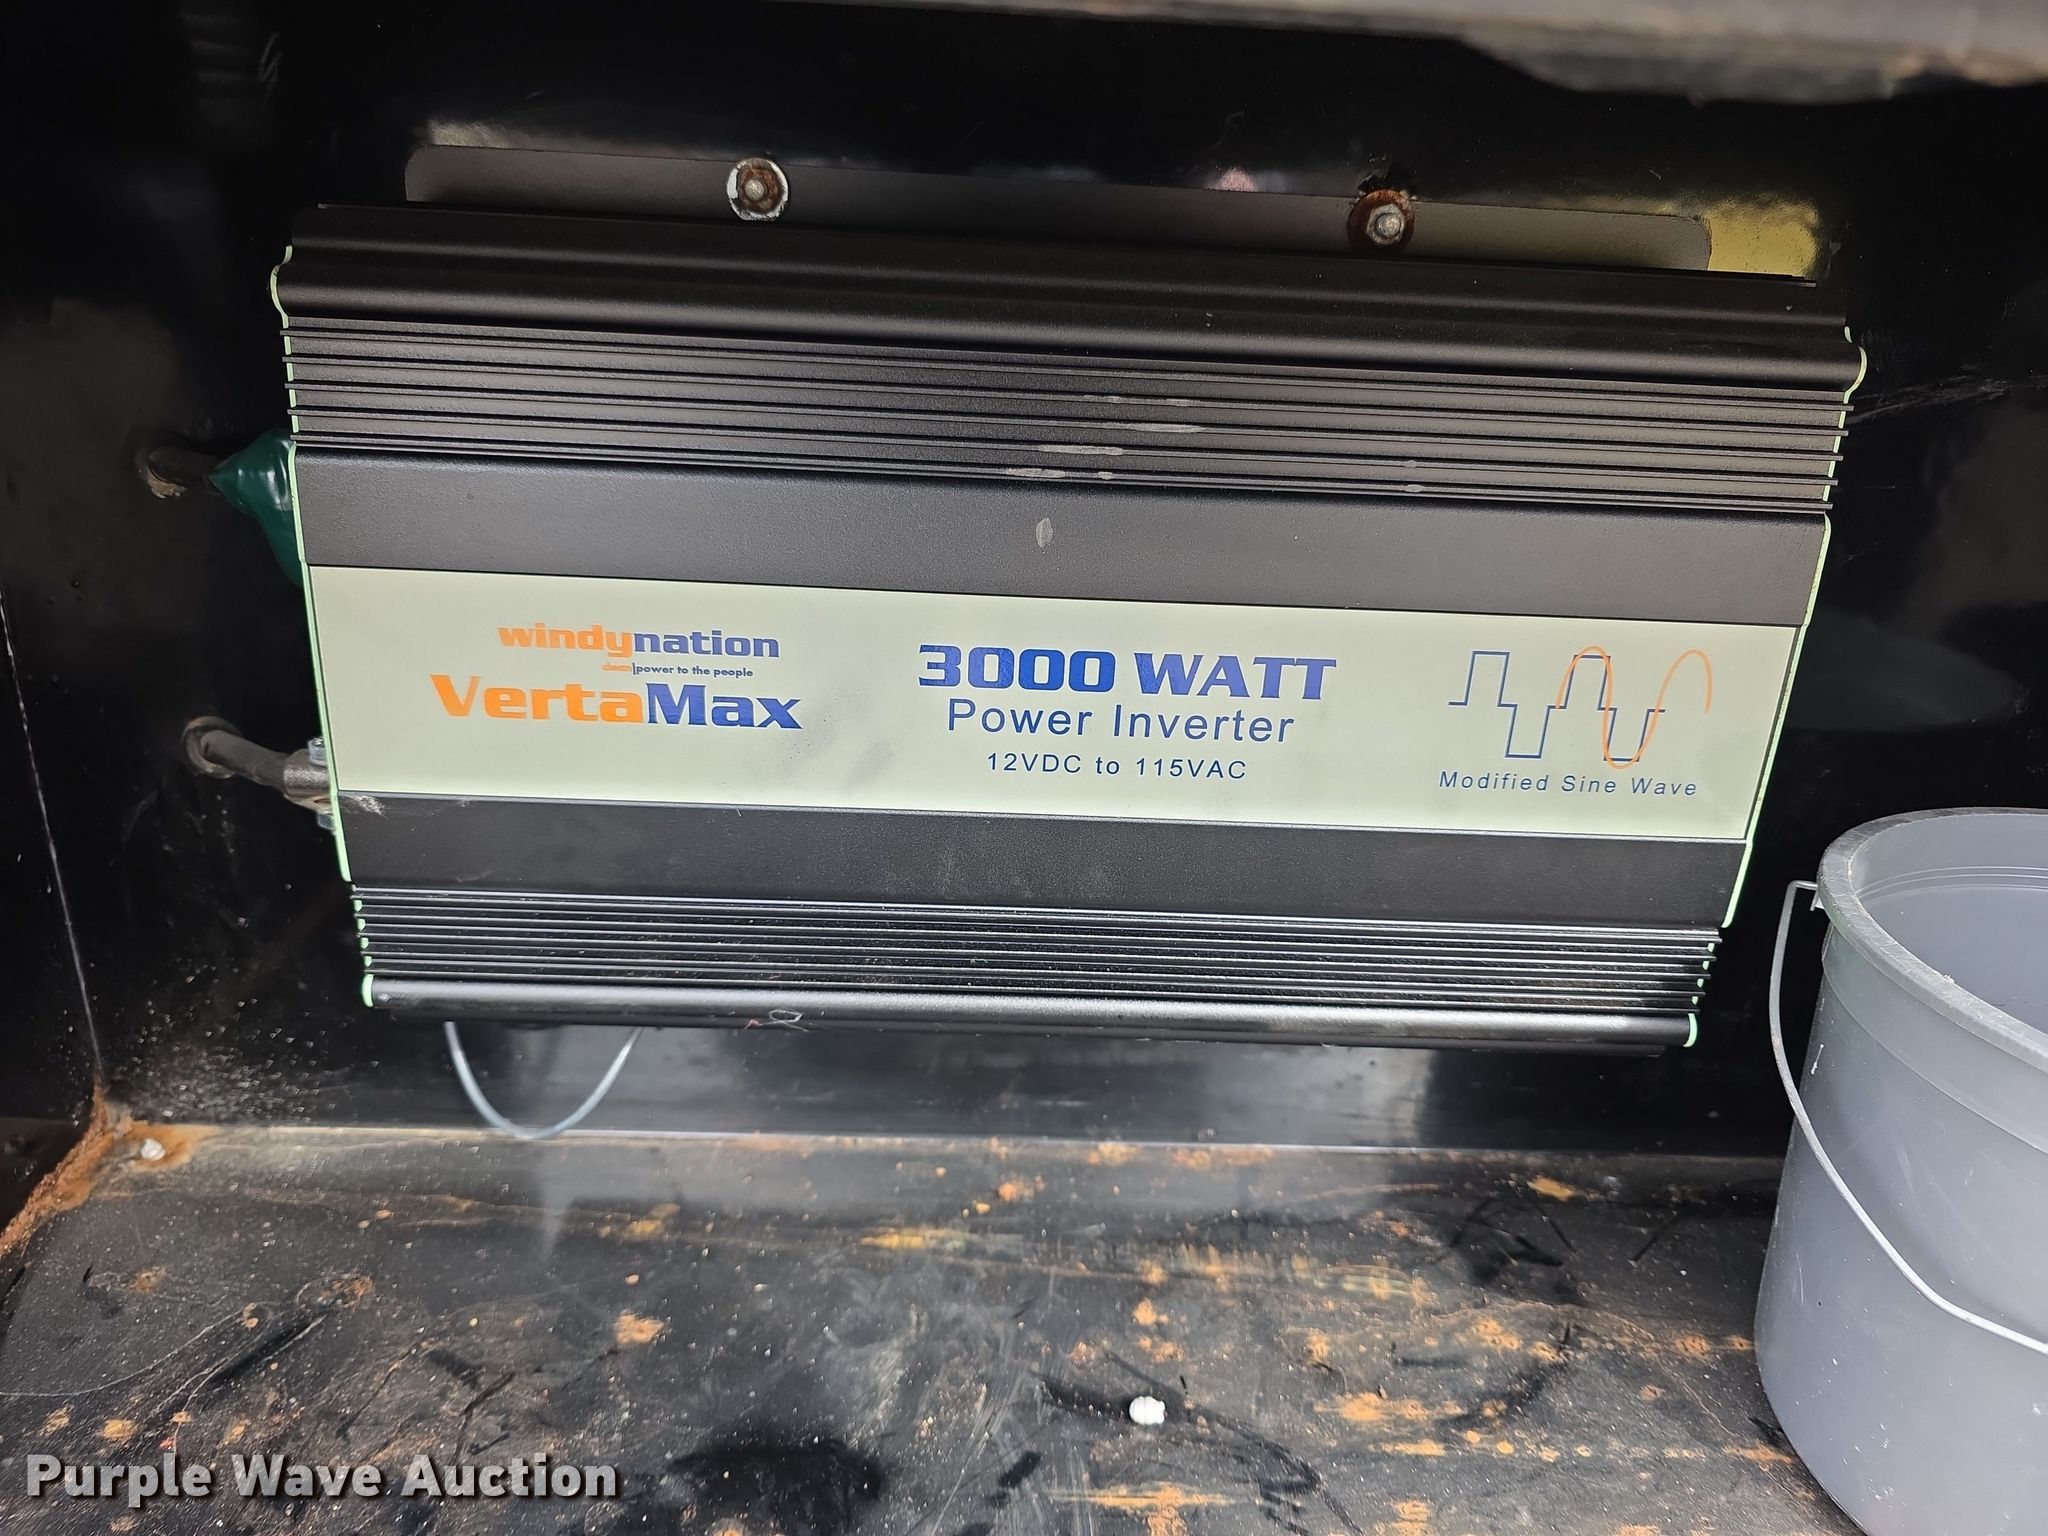 windynation
clean|power to the people
VertaMax
3000 WATT
Power Inverter
12VDC to 115VAC
Modified Sine Wave
Purple Wave Auction